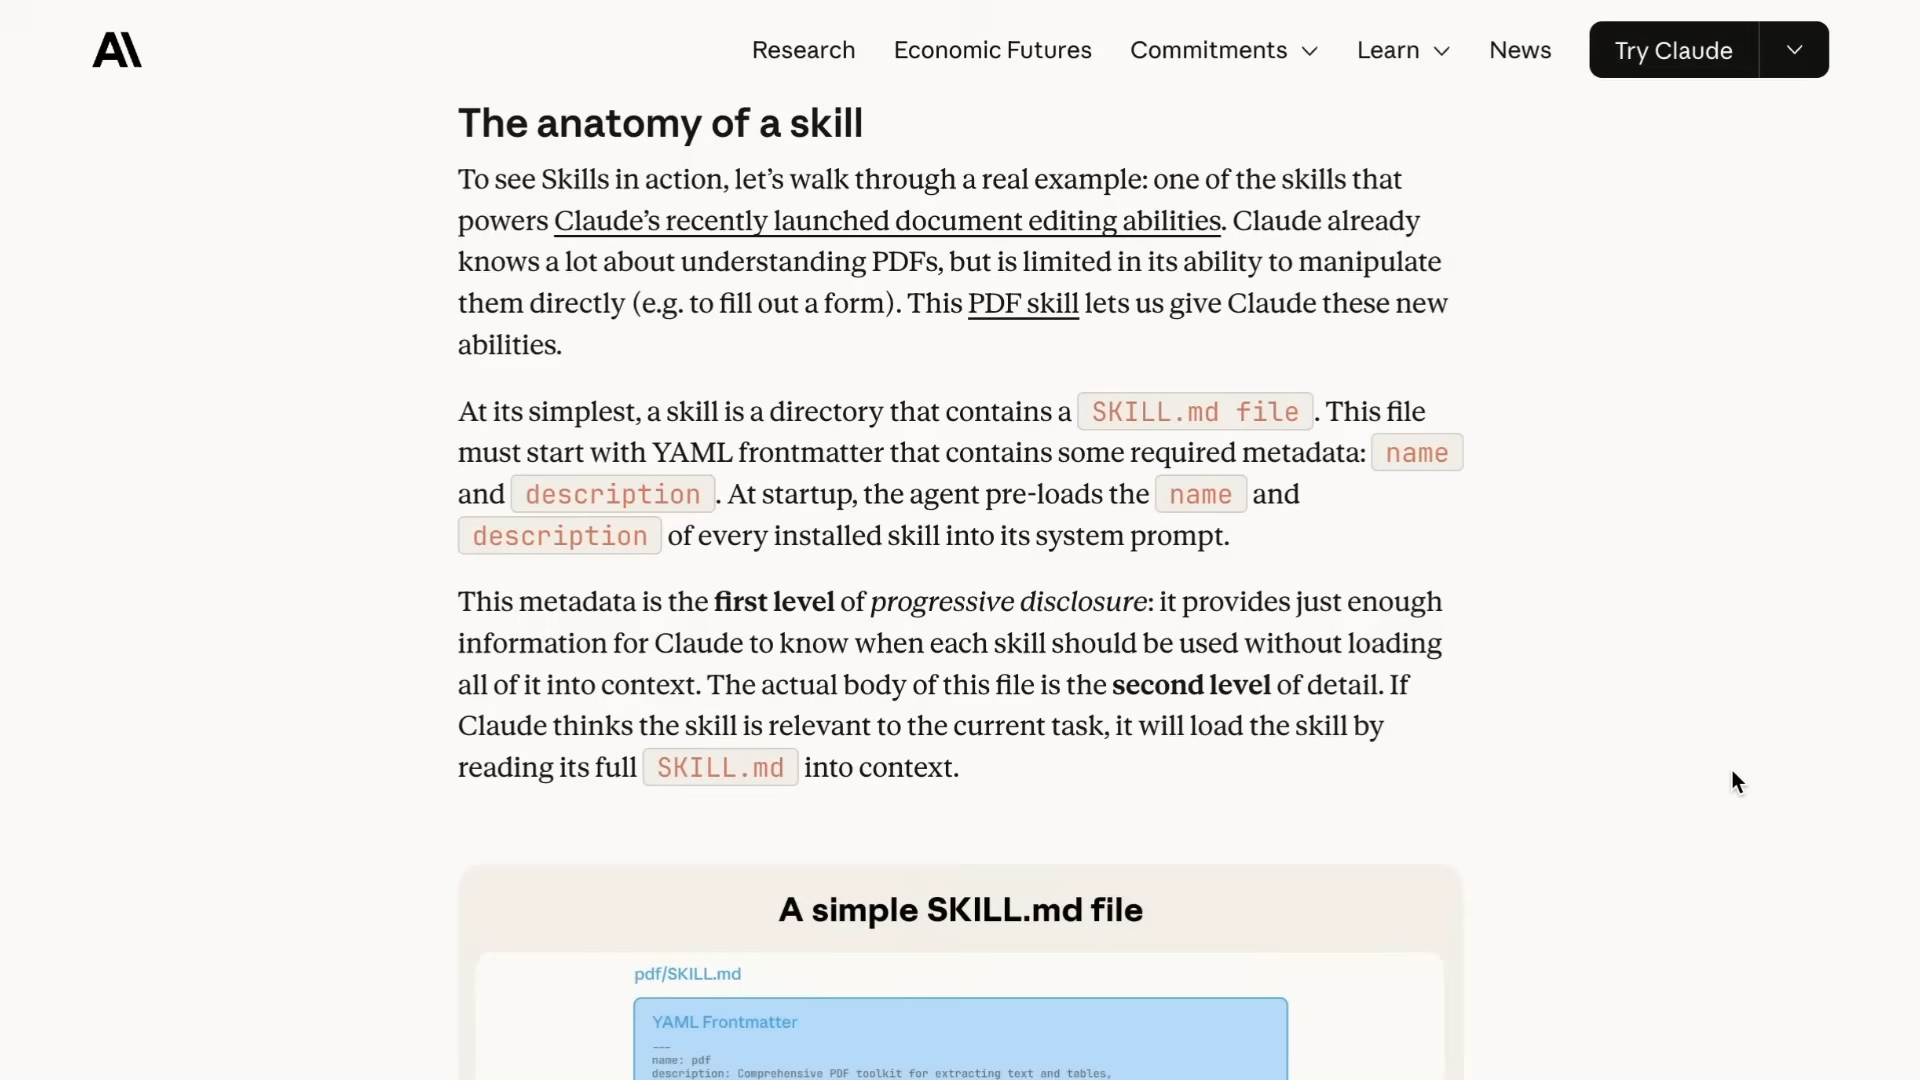 Research Economic Futures Commitments Learn News Try Claude
The anatomy of a skill
To see Skills in action, let’s walk through a real example: one of the skills that
powers Claude’s recently launched document editing abilities. Claude already
knows a lot about understanding PDFs, but is limited in its ability to manipulate
them directly (e.g. to fill out a form). This PDF skill lets us give Claude these new
abilities.
At its simplest, a skill is a directory that contains a SKILL.md file. This file
must start with YAML frontmatter that contains some required metadata: name
and description. At startup, the agent pre-loads the name and
description of every installed skill into its system prompt.
This metadata is the first level of progressive disclosure: it provides just enough
information for Claude to know when each skill should be used without loading
all of it into context. The actual body of this file is the second level of detail. If
Claude thinks the skill is relevant to the current task, it will load the skill by
reading its full SKILL.md into context.
A simple SKILL.md file
pdf/SKILL.md
YAML Frontmatter
---
name: pdf
description: Comprehensive PDF toolkit for extracting text and tables,